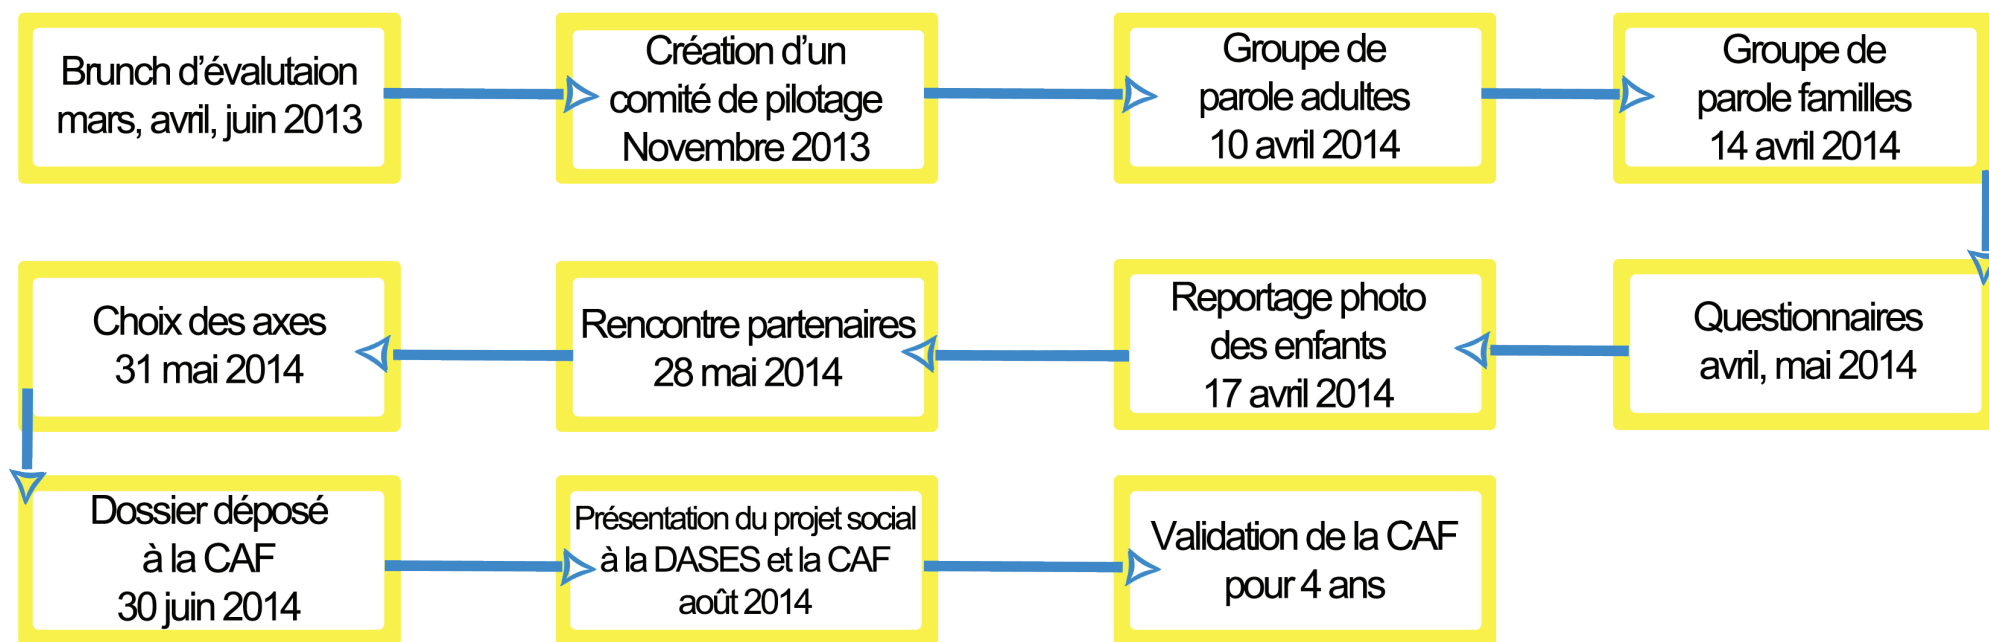 Brunch d’évalutaion
mars, avril, juin 2013
Création d’un
comité de pilotage
Novembre 2013
Groupe de
parole adultes
10 avril 2014
Groupe de
parole familles
14 avril 2014
Questionnaires
avril, mai 2014
Reportage photo
des enfants
17 avril 2014
Rencontre partenaires
28 mai 2014
Choix des axes
31 mai 2014
Dossier déposé
à la CAF
30 juin 2014
Présentation du projet social
à la DASES et la CAF
août 2014
Validation de la CAF
pour 4 ans